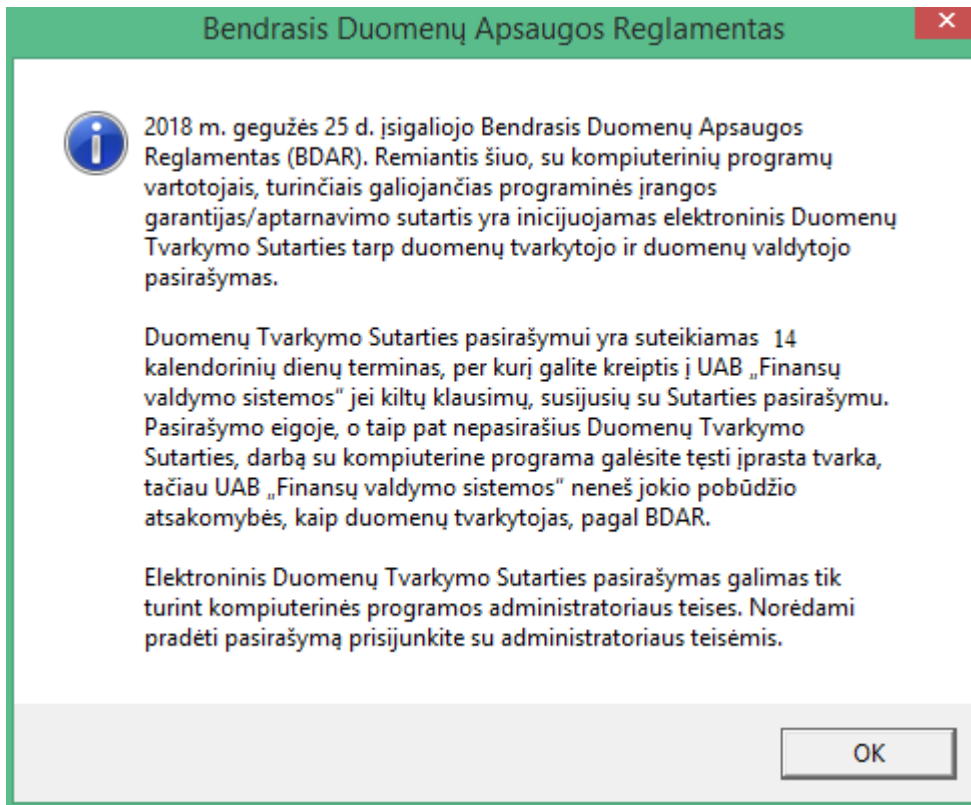 Bendrasis Duomenų Apsaugos Reglamentas
2018 m. gegužės 25 d. įsigaliojo Bendrasis Duomenų Apsaugos
Reglamentas (BDAR). Remiantis šiuo, su kompiuterinių programų
vartotojais, turinčiais galiojančias programinės įrangos
garantijas/aptarnavimo sutartis yra inicijuojamas elektroninis Duomenų
Tvarkymo Sutarties tarp duomenų tvarkytojo ir duomenų valdytojo
pasirašymas.
Duomenų Tvarkymo Sutarties pasirašymui yra suteikiamas 14
kalendorinių dienų terminas, per kurį galite kreiptis į UAB „Finansų
valdymo sistemos“ jei kiltų klausimų, susijusių su Sutarties pasirašymu.
Pasirašymo eigoje, o taip pat nepasirašius Duomenų Tvarkymo
Sutarties, darbą su kompiuterine programa galėsite tęsti įprasta tvarka,
tačiau UAB „Finansų valdymo sistemos“ neneš jokio pobūdžio
atsakomybės, kaip duomenų tvarkytojas, pagal BDAR.
Elektroninis Duomenų Tvarkymo Sutarties pasirašymas galimas tik
turint kompiuterinės programos administratoriaus teises. Norėdami
pradėti pasirašymą prisijunkite su administratoriaus teisėmis.
OK